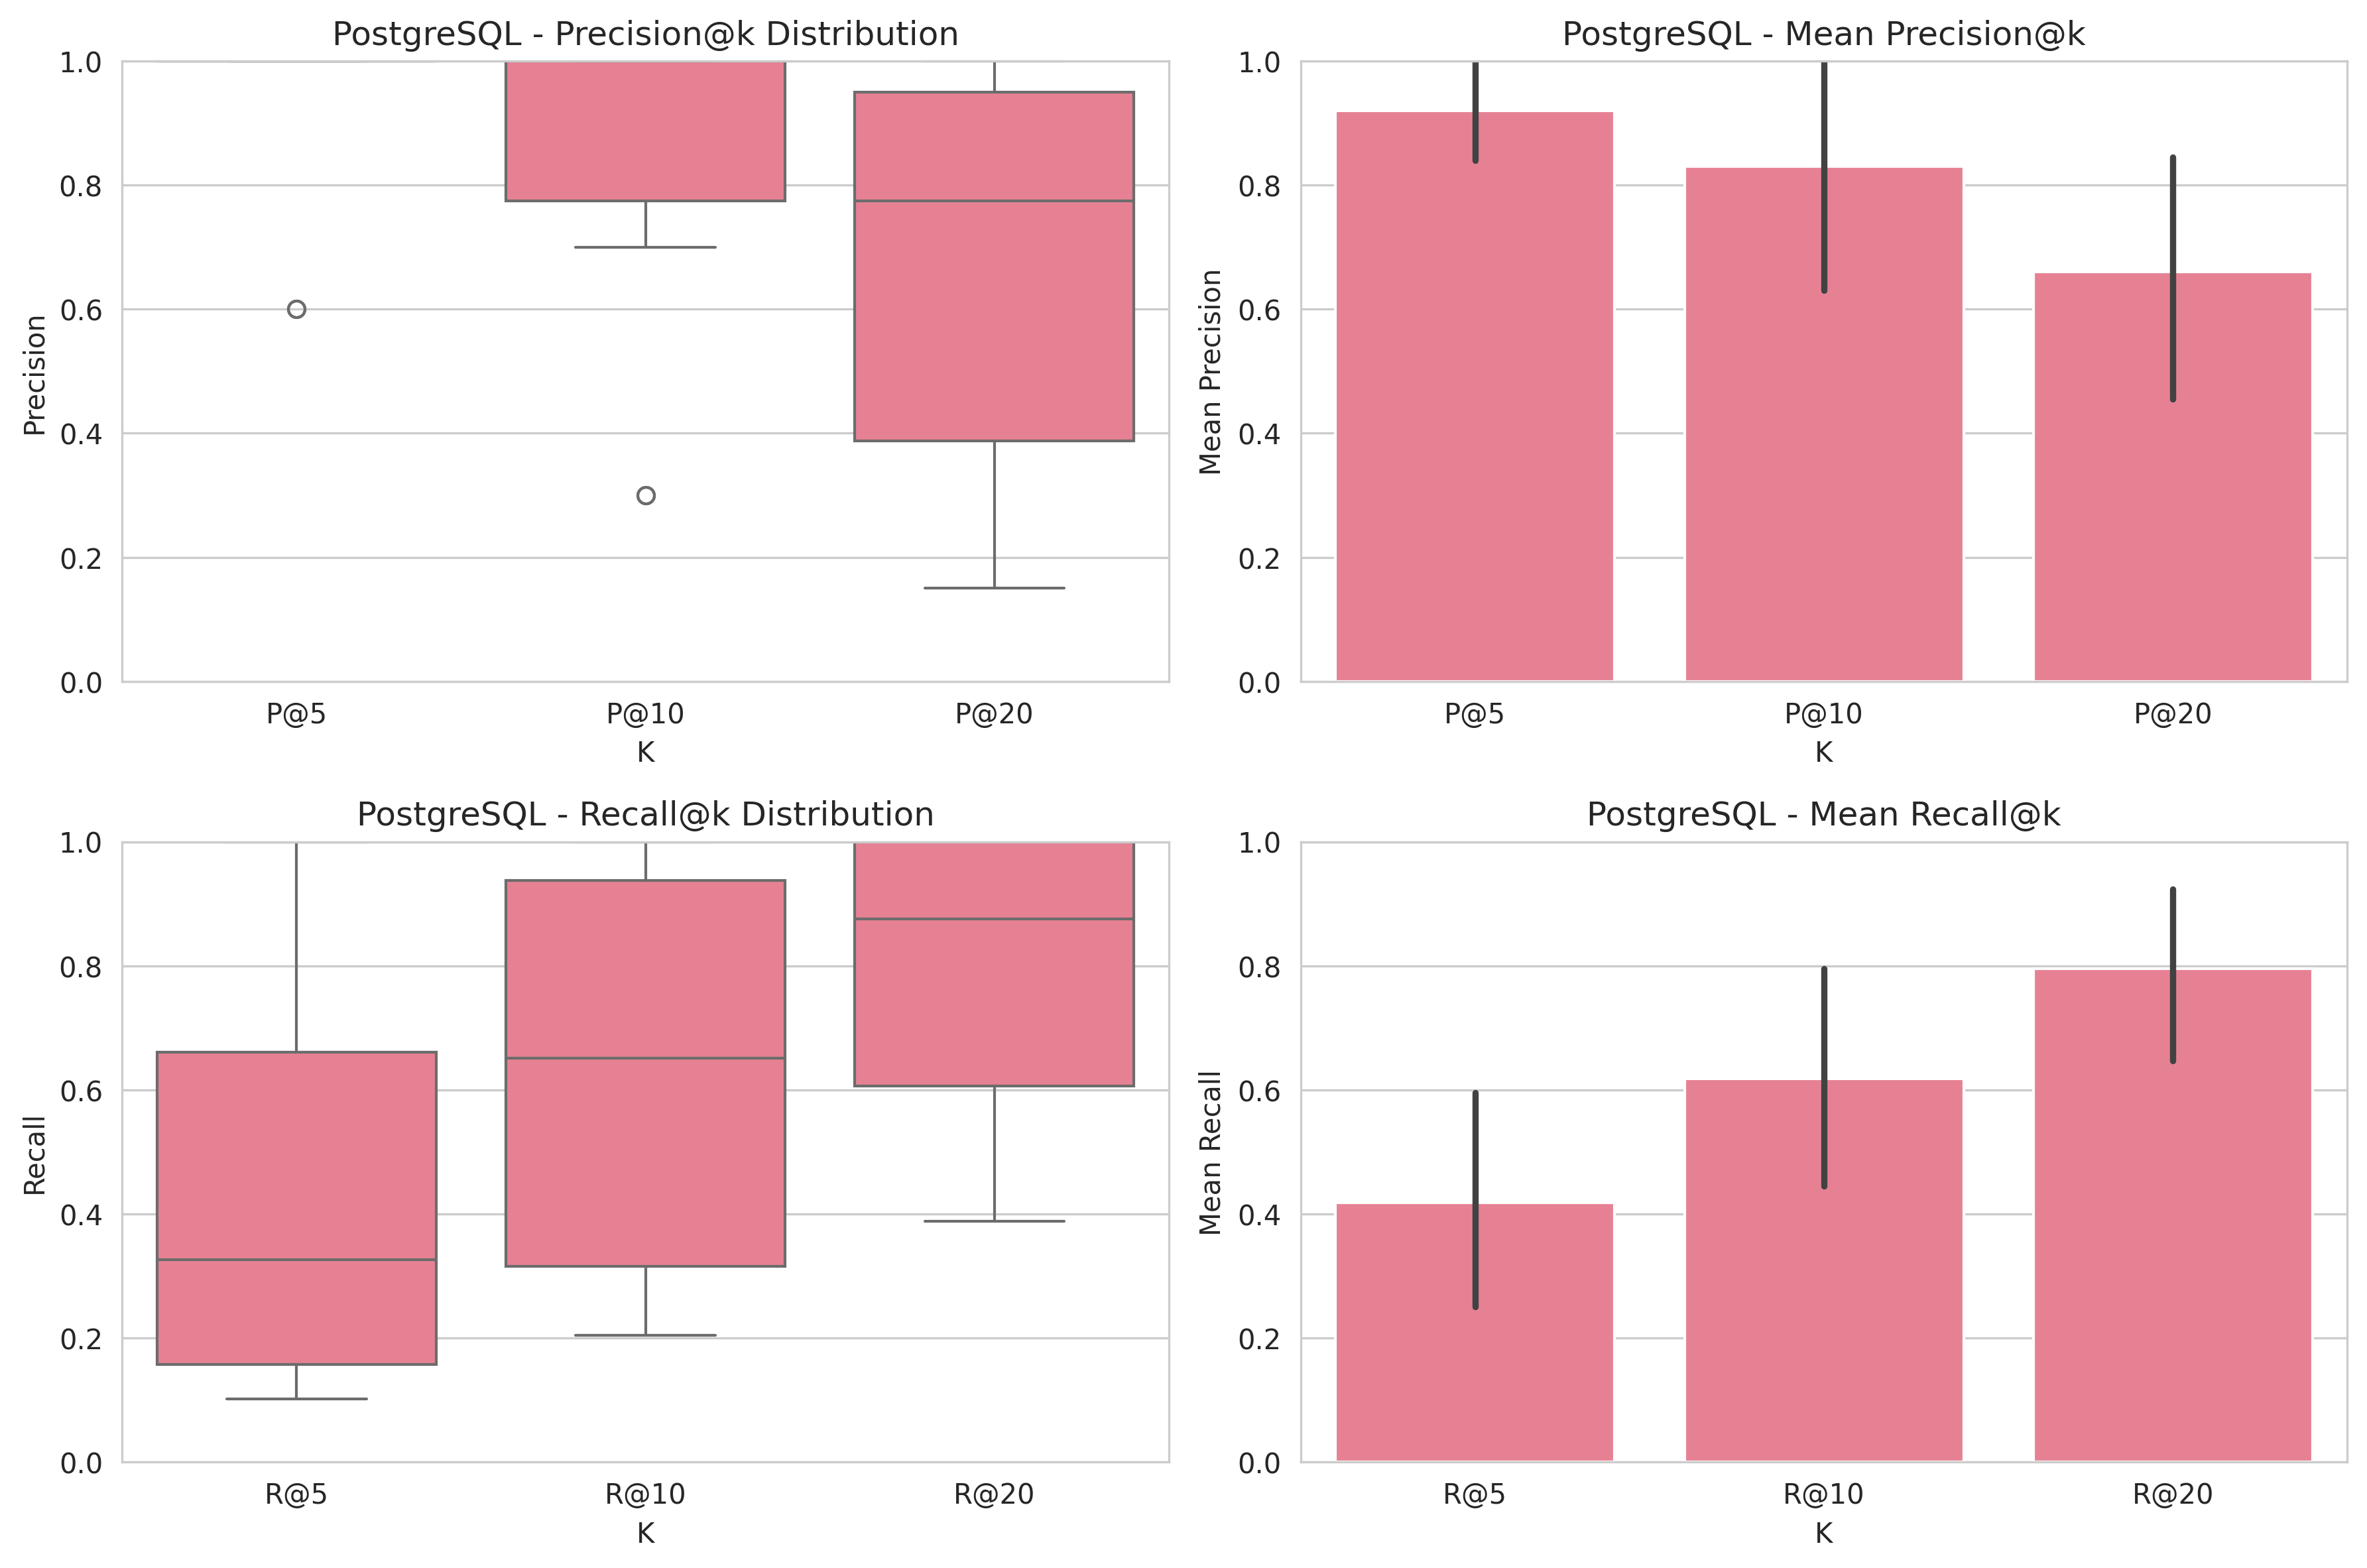 PostgreSQL - Precision@k Distribution
1.0
0.8
0.6
0.4
0.2
0.0
Precision
P@5 P@10 P@20
K
PostgreSQL - Mean Precision@k
1.0
0.8
0.6
0.4
0.2
0.0
Mean Precision
P@5 P@10 P@20
K
PostgreSQL - Recall@k Distribution
1.0
0.8
0.6
0.4
0.2
0.0
Recall
R@5 R@10 R@20
K
PostgreSQL - Mean Recall@k
1.0
0.8
0.6
0.4
0.2
0.0
Mean Recall
R@5 R@10 R@20
K